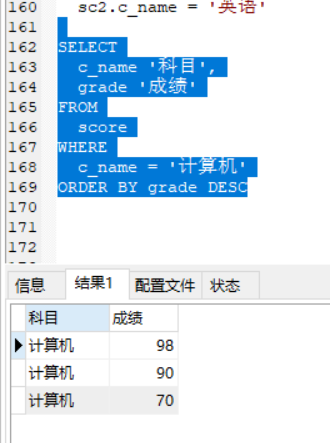 160 sc2.c_name = '英语'
161
162 SELECT
163 c_name '科目',
164 grade '成绩'
165 FROM
166 score
167 WHERE
168 c_name = '计算机'
169 ORDER BY grade DESC
170
171
172
信息 结果1 配置文件 状态
科目 成绩
计算机 98
计算机 90
计算机 70